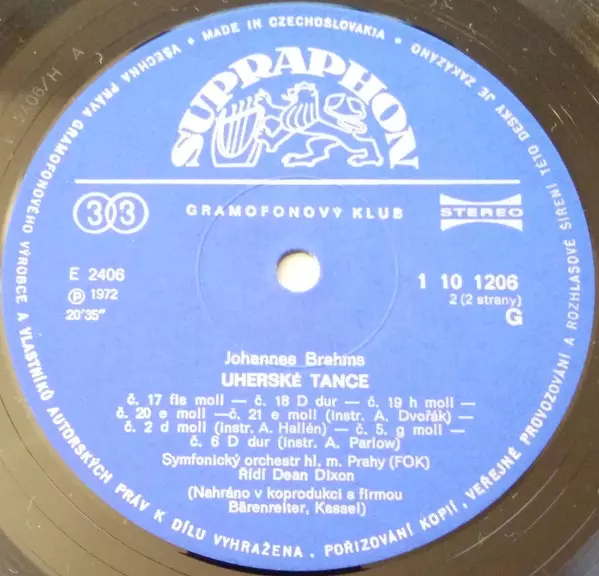 MADE IN CZECHOSLOVAKIA • VŠECHNA PRÁVA GRAMOFONOVÉHO VÝROBCE A VLASTNÍKŮ AUTORSKÝCH PRÁV K DÍLU VYHRAŽENA. POŘIZOVÁNÍ KOPIÍ, VEŘEJNÉ PROVOZOVÁNÍ A ROZHLASOVÉ ŠÍŘENÍ TÉTO DESKY JE ZAKÁZÁNO •
SUPRAPHON
33
GRAMOFONOVÝ KLUB
STEREO
E 2406
Ⓟ 1972
20'35"
1 10 1206
2 (2 strany)
G
Johannes Brahms
UHERSKÉ TANCE
č. 17 fis moll — č. 18 D dur — č. 19 h moll —
č. 20 e moll —č. 21 e moll (instr. A. Dvořák) —
č. 2 d moll (instr. A. Hallén) — č. 5. g moll —
č. 6 D dur (instr. A. Parlow)
Symfonický orchestr hl. m. Prahy (FOK)
Řídí Dean Dixon
(Nahráno v koprodukci s firmou
Bärenreiter, Kassel)